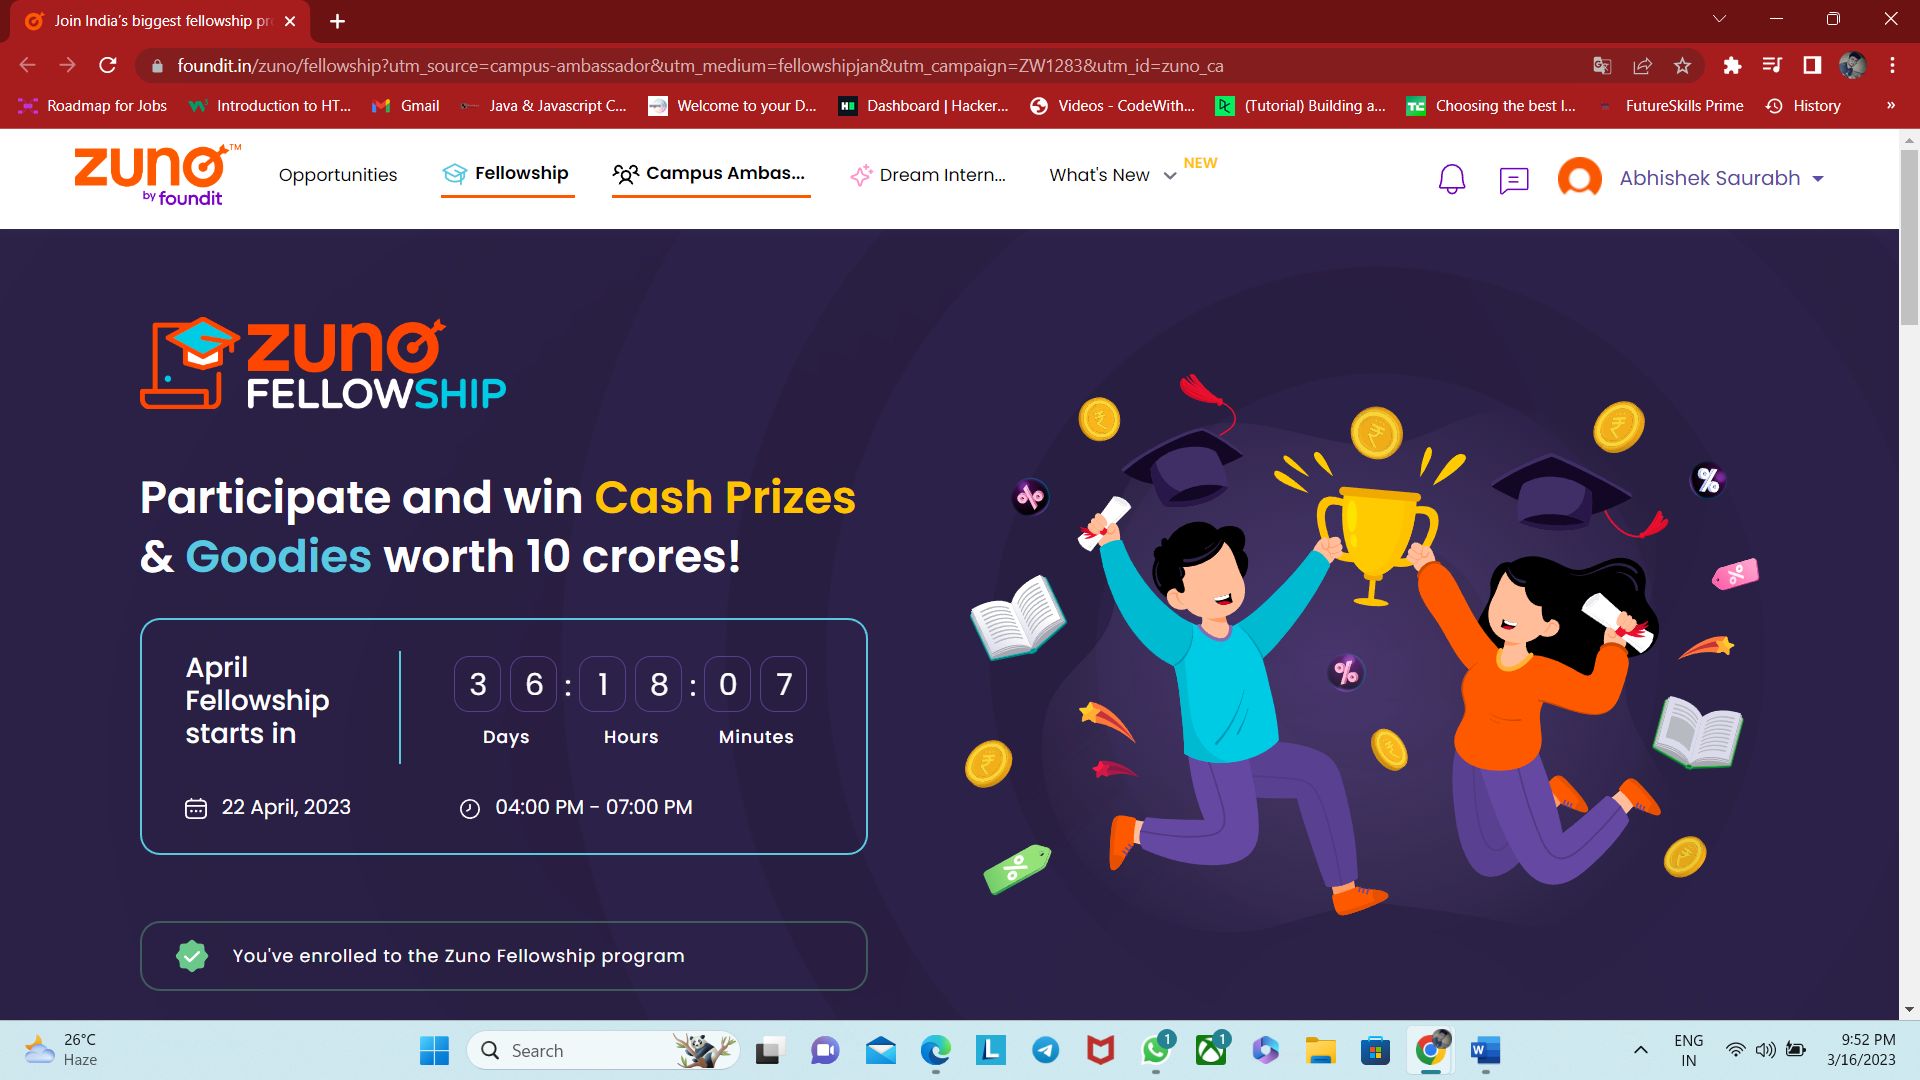 Join India's biggest fellowship pr
foundit.in/zuno/fellowship?utm_source=campus-ambassador&utm_medium=fellowshipjan&utm_campaign=ZW1283&utm_id=zuno_ca
Roadmap for Jobs Introduction to HT... Gmail Java & Javascript C... Welcome to your D... Dashboard | Hacker... Videos - CodeWith... (Tutorial) Building a... Choosing the best l... FutureSkills Prime History »
zuno™
by foundit
Opportunities Fellowship Campus Ambas... Dream Intern... What's New NEW Abhishek Saurabh
zuno
FELLOWSHIP
Participate and win Cash Prizes
& Goodies worth 10 crores!
April
Fellowship
starts in
3 6 : 1 8 : 0 7
Days Hours Minutes
22 April, 2023 04:00 PM - 07:00 PM
You've enrolled to the Zuno Fellowship program
26°C
Haze
Search
1
1
ENG
IN
9:52 PM
3/16/2023